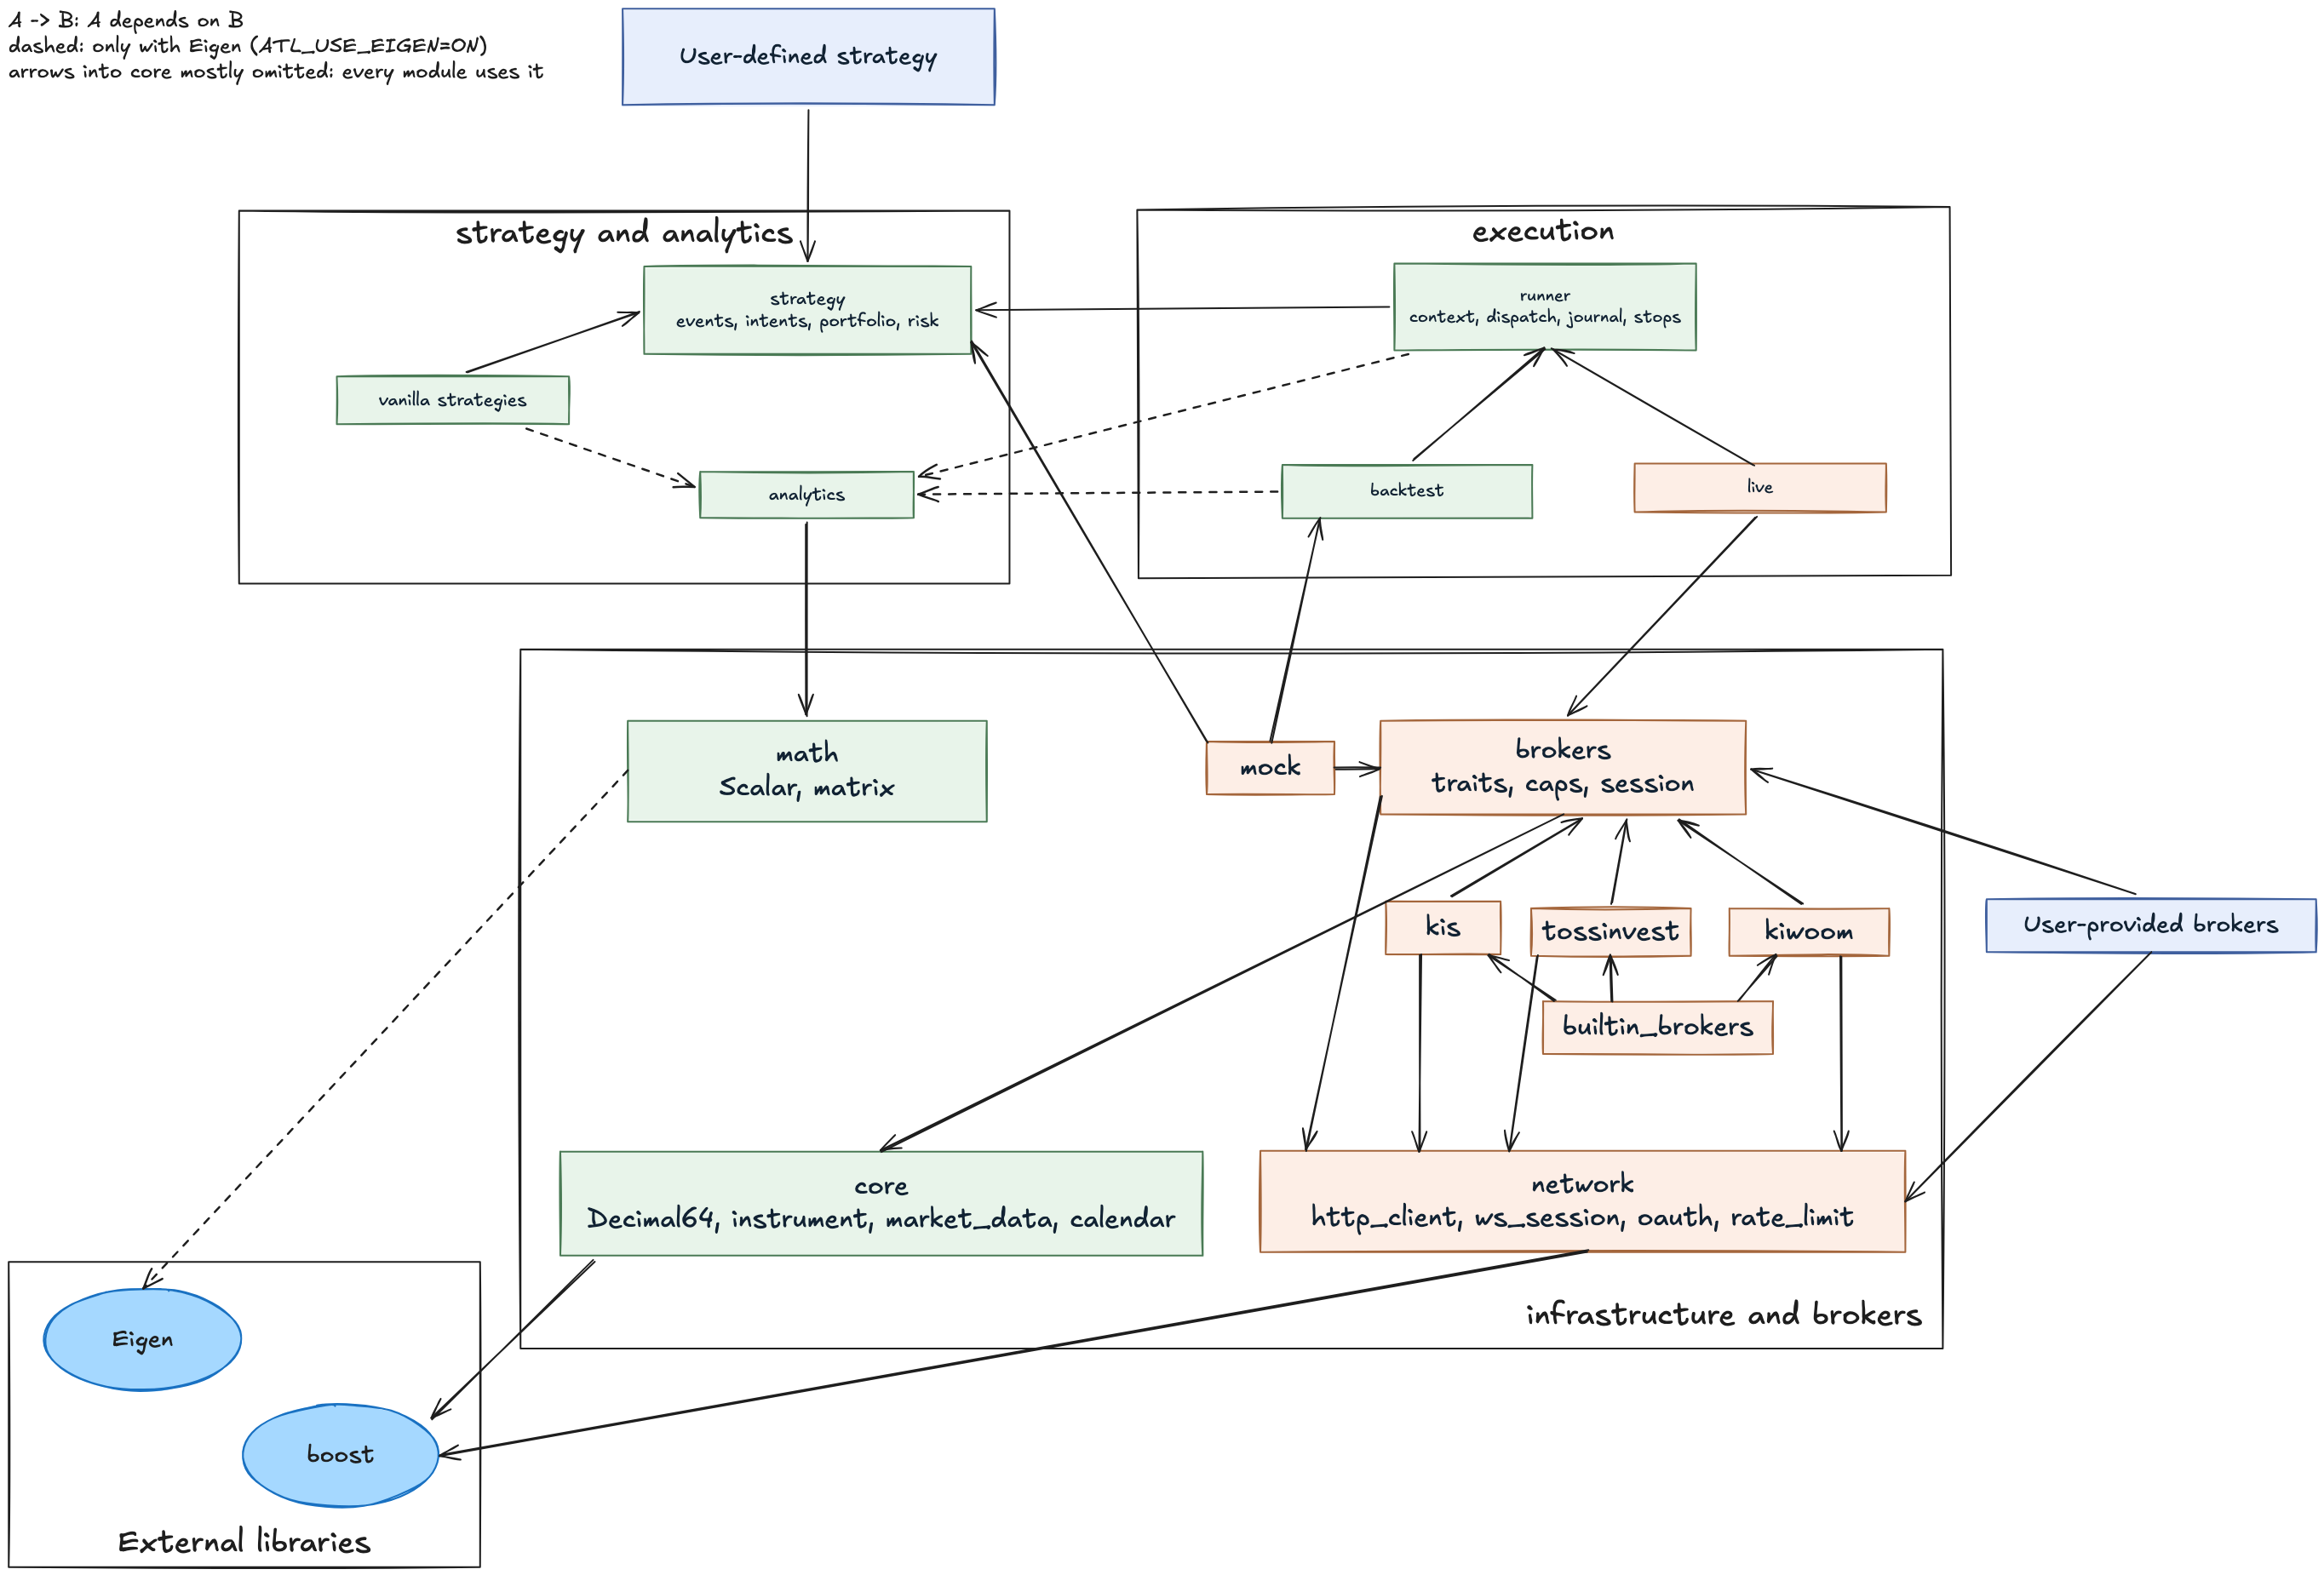 A -> B: A depends on B
dashed: only with Eigen (ATL_USE_EIGEN=ON)
arrows into core mostly omitted: every module uses it
User-defined strategy
strategy and analytics
execution
strategy
events, intents, portfolio, risk
runner
context, dispatch, journal, stops
vanilla strategies
analytics
backtest
live
math
Scalar, matrix
mock
brokers
traits, caps, session
kis
tossinvest
kiwoom
User-provided brokers
builtin_brokers
core
Decimal64, instrument, market_data, calendar
network
http_client, ws_session, oauth, rate_limit
infrastructure and brokers
Eigen
boost
External libraries